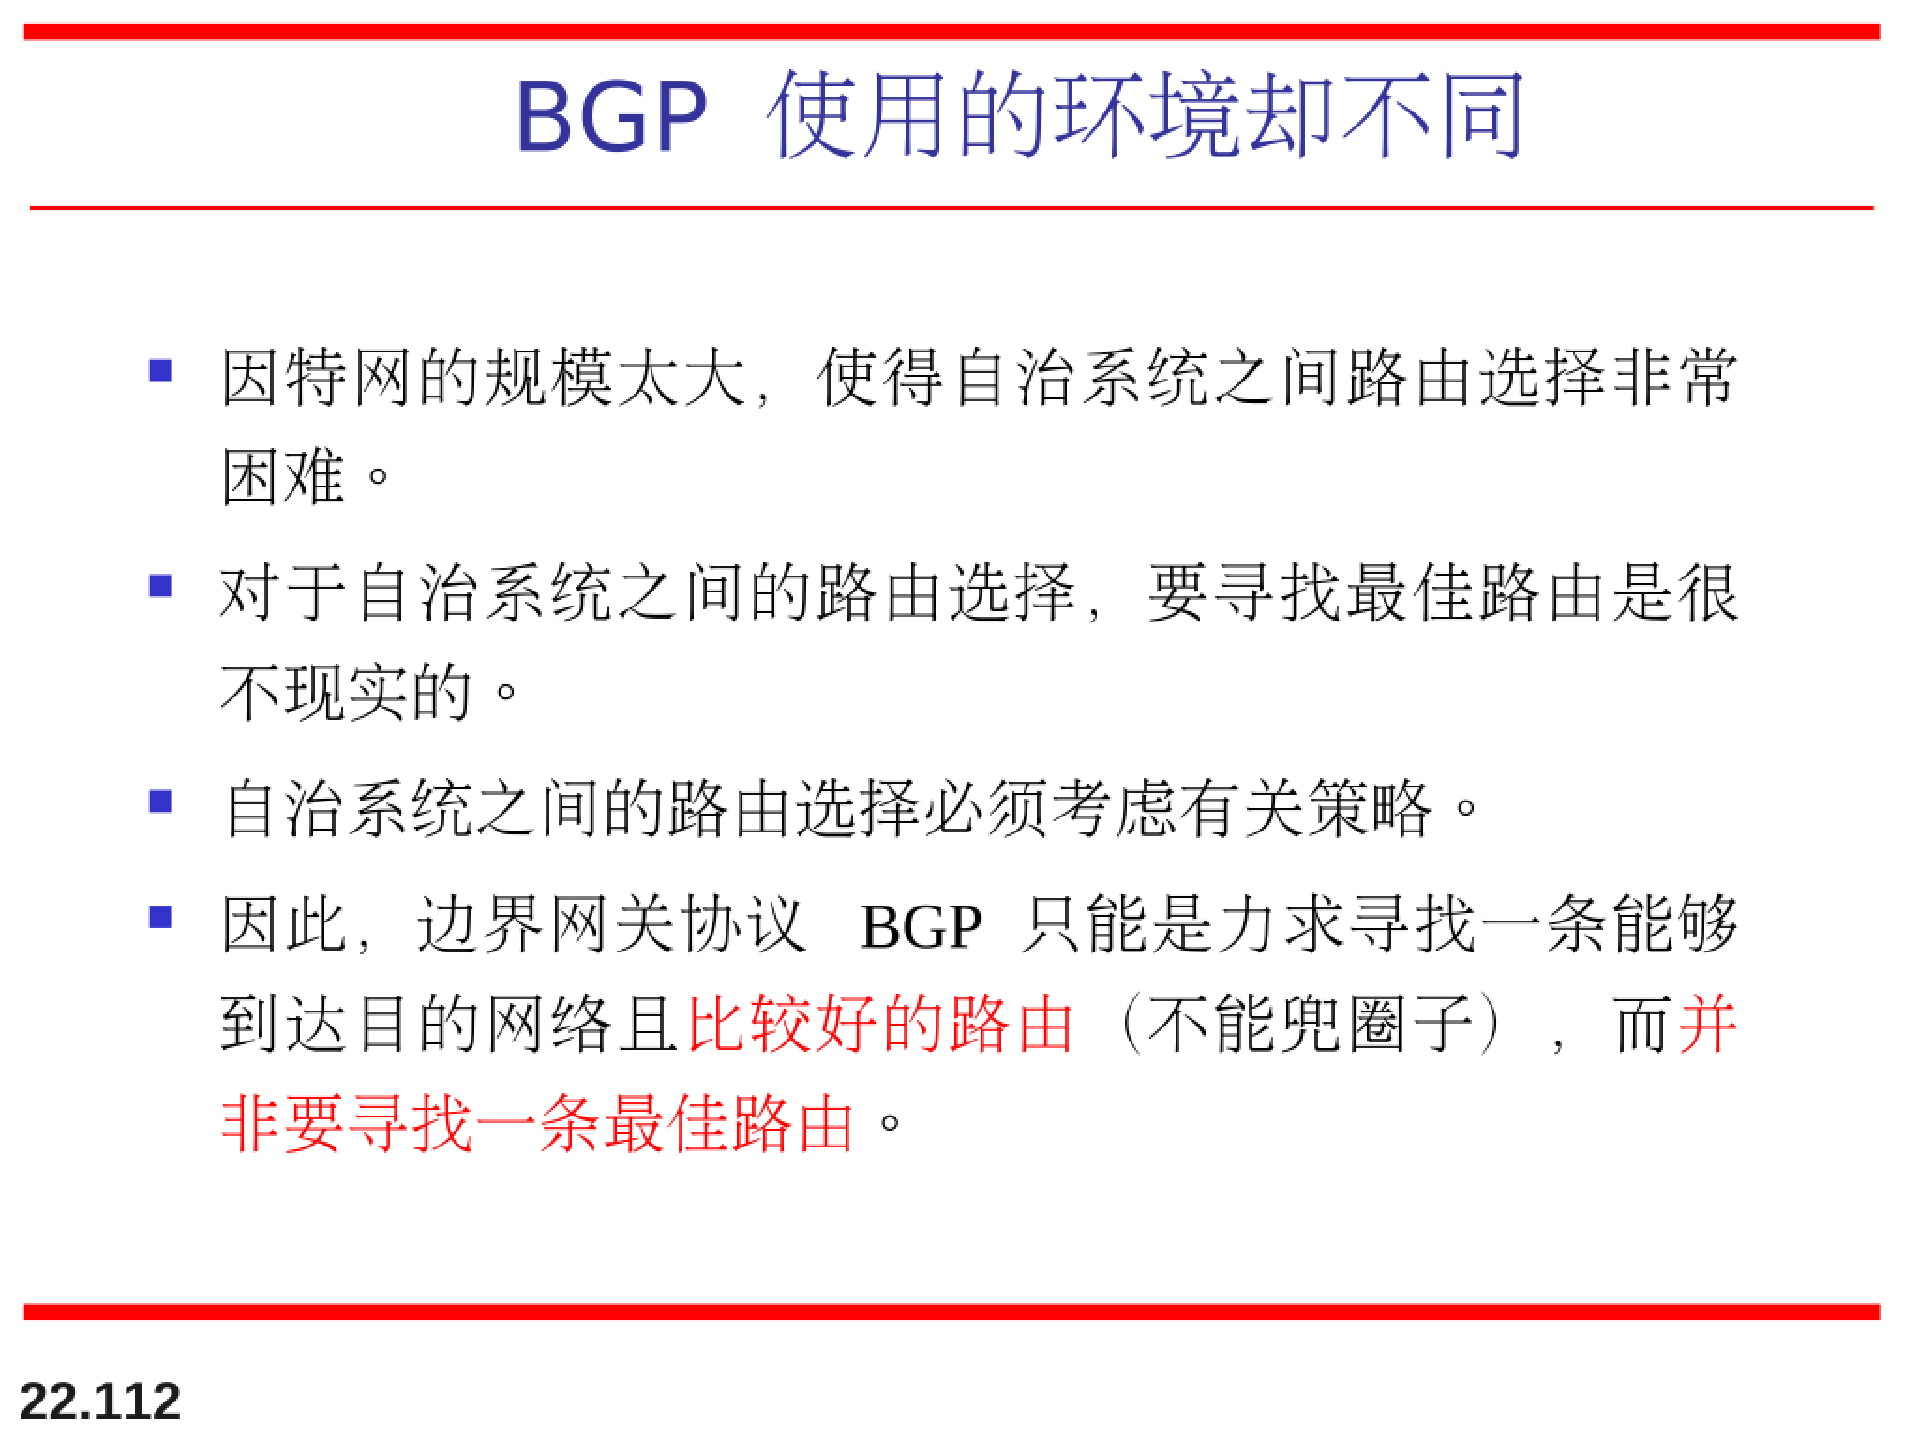 BGP 使用的环境却不同
因特网的规模太大，使得自治系统之间路由选择非常
困难。
对于自治系统之间的路由选择，要寻找最佳路由是很
不现实的。
自治系统之间的路由选择必须考虑有关策略。
因此，边界网关协议 BGP 只能是力求寻找一条能够
到达目的网络且比较好的路由（不能兜圈子），而并
非要寻找一条最佳路由。
22.112